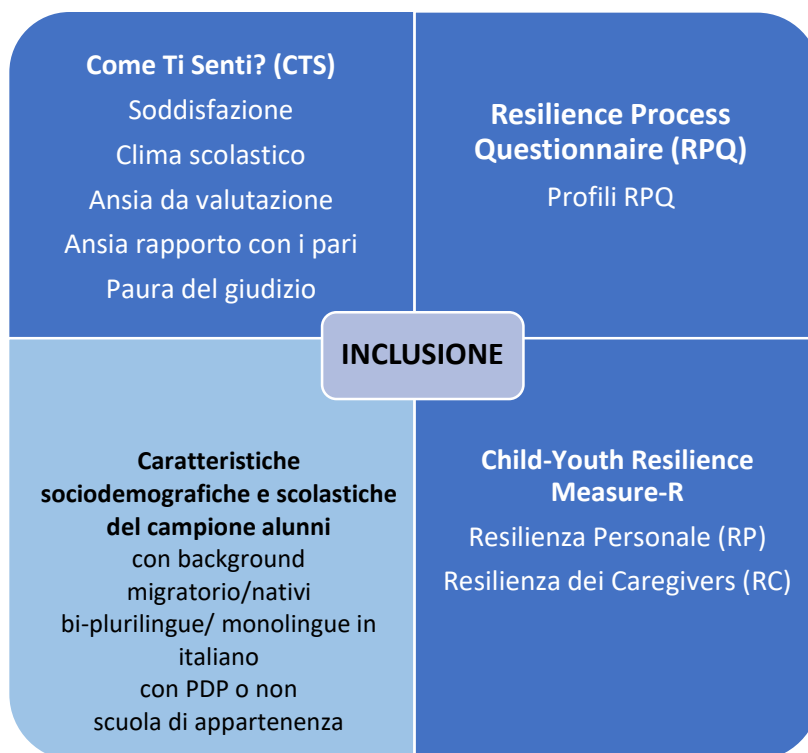 Come Ti Senti? (CTS)
Soddisfazione
Clima scolastico
Ansia da valutazione
Ansia rapporto con i pari
Paura del giudizio
Resilience Process
Questionnaire (RPQ)
Profili RPQ
INCLUSIONE
Caratteristiche
sociodemografiche e scolastiche
del campione alunni
con background
migratorio/nativi
bi-plurilingue/ monolingue in
italiano
con PDP o non
scuola di appartenenza
Child-Youth Resilience
Measure-R
Resilienza Personale (RP)
Resilienza dei Caregivers (RC)